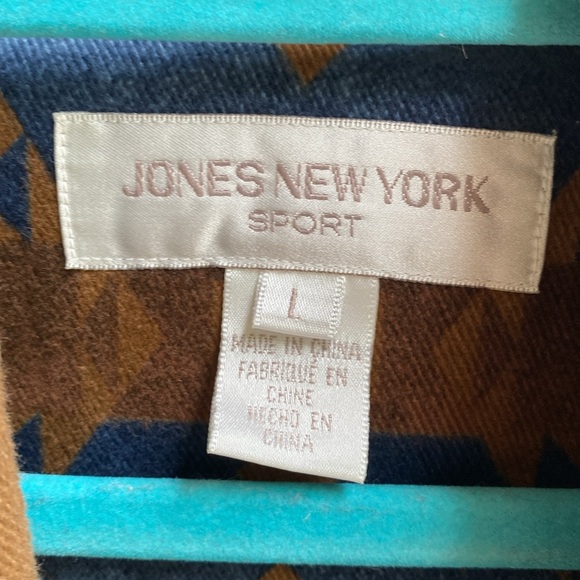 JONES NEW YORK
SPORT
L
MADE IN CHINA
FABRIQUÉ EN
CHINE
HECHO EN
CHINA